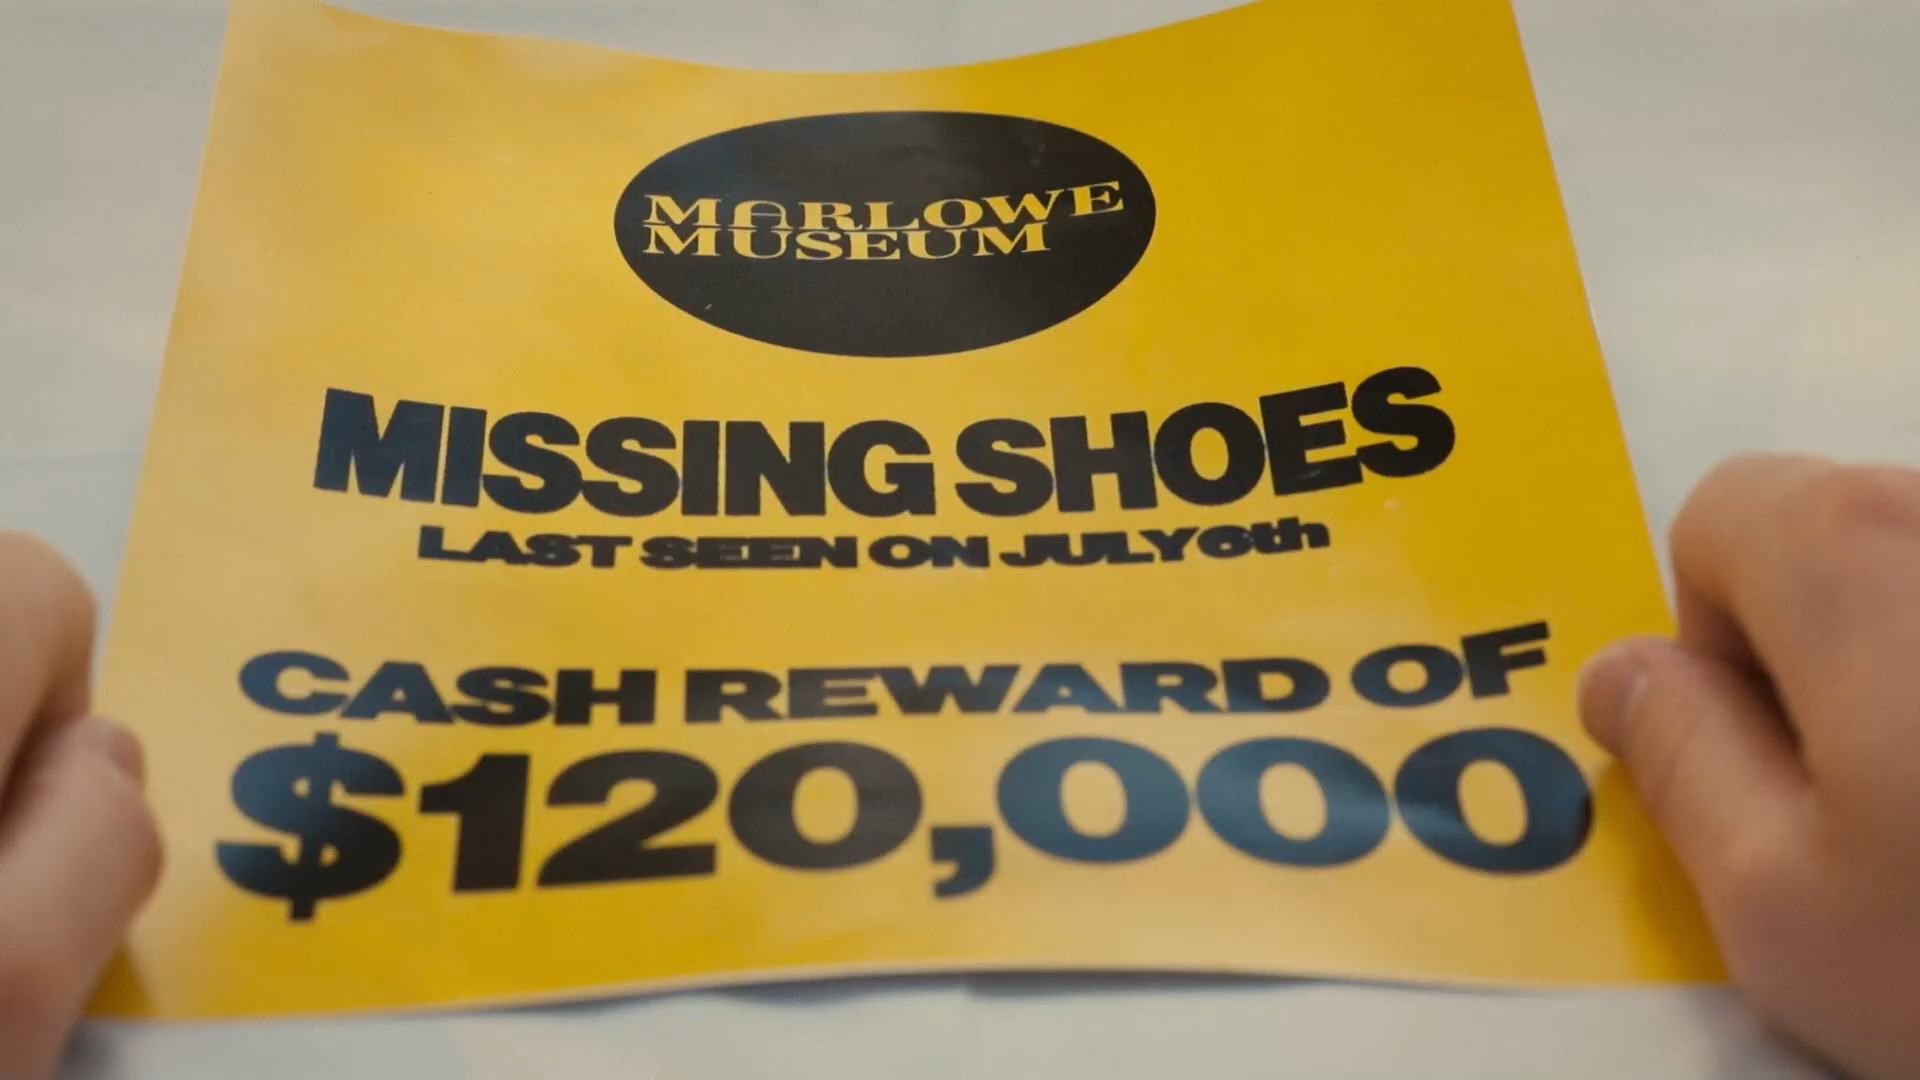 MARLOWE
MUSEUM
MISSING SHOES
LAST SEEN ON JULY 6th
CASH REWARD OF
$120,000